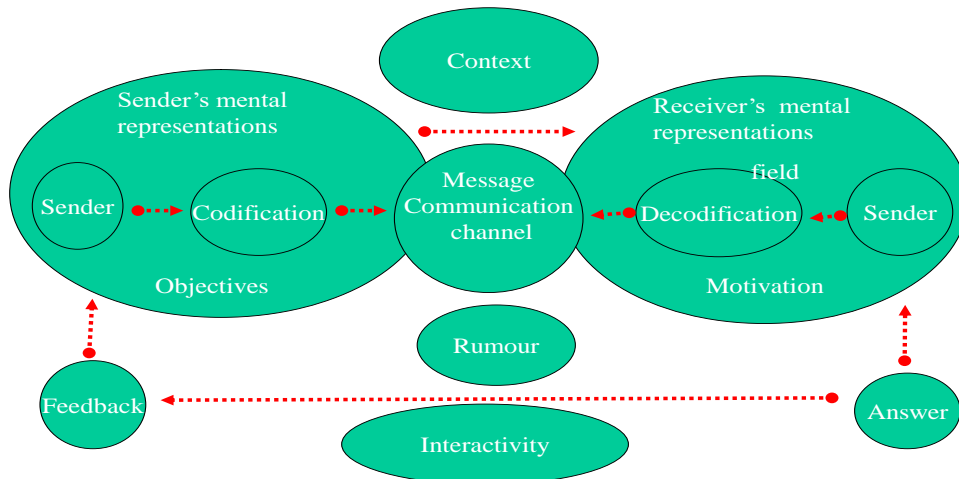 Context
Sender's mental
representations
Receiver's mental
representations
field
Sender
Codification
Message
Communication
channel
Decodification
Sender
Objectives
Motivation
Rumour
Feedback
Answer
Interactivity